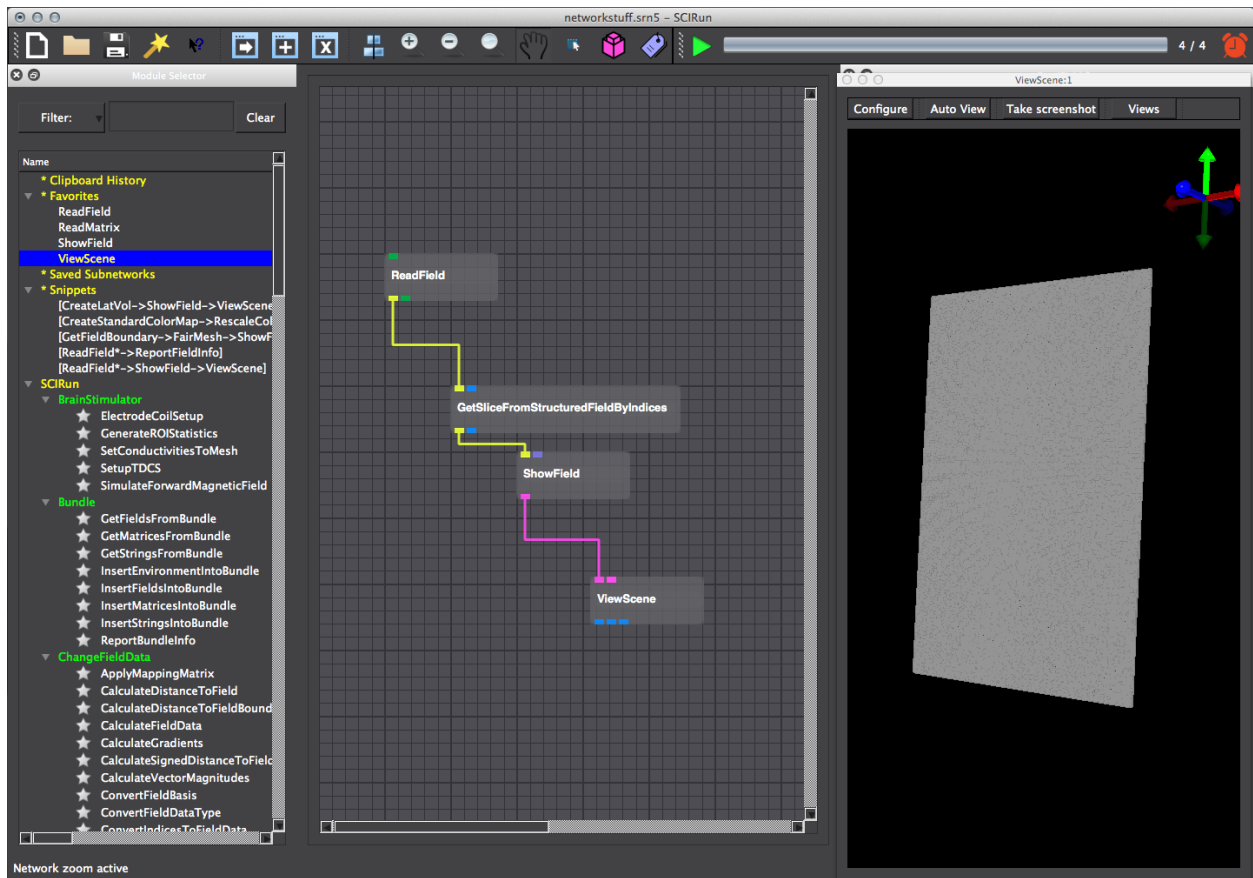 networkstuff.srn5 – SCIRun
4 / 4
Module Selector
Filter:
Clear
Name
* Clipboard History
* Favorites
ReadField
ReadMatrix
ShowField
ViewScene
* Saved Subnetworks
* Snippets
[CreateLatVol->ShowField->ViewScene
[CreateStandardColorMap->RescaleCol
[GetFieldBoundary->FairMesh->ShowF
[ReadField*->ReportFieldInfo]
[ReadField*->ShowField->ViewScene]
SCIRun
BrainStimulator
ElectrodeCoilSetup
GenerateROIStatistics
SetConductivitiesToMesh
SetupTDCS
SimulateForwardMagneticField
Bundle
GetFieldsFromBundle
GetMatricesFromBundle
GetStringsFromBundle
InsertEnvironmentIntoBundle
InsertFieldsIntoBundle
InsertMatricesIntoBundle
InsertStringsIntoBundle
ReportBundleInfo
ChangeFieldData
ApplyMappingMatrix
CalculateDistanceToField
CalculateDistanceToFieldBound
CalculateFieldData
CalculateGradients
CalculateSignedDistanceToField
CalculateVectorMagnitudes
ConvertFieldBasis
ConvertFieldDataType
ConvertIndicesToFieldData
Network zoom active
ReadField
GetSliceFromStructuredFieldByIndices
ShowField
ViewScene
ViewScene:1
Configure
Auto View
Take screenshot
Views